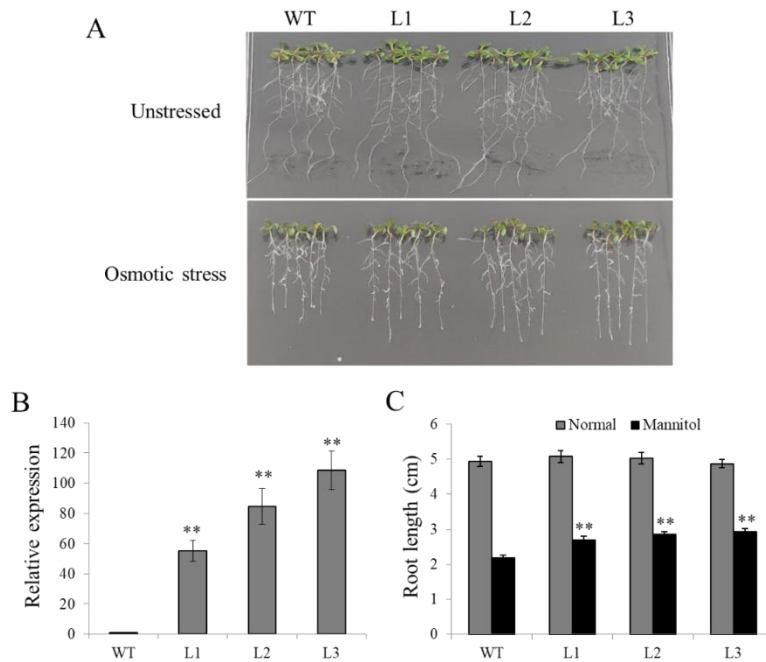 A
WT L1 L2 L3
Unstressed
Osmotic stress
B
Relative expression
140
120
100
80
60
40
20
0
**
**
**
WT L1 L2 L3
C
Root length (cm)
6
5
4
3
2
1
0
Normal Mannitol
**
**
**
WT L1 L2 L3